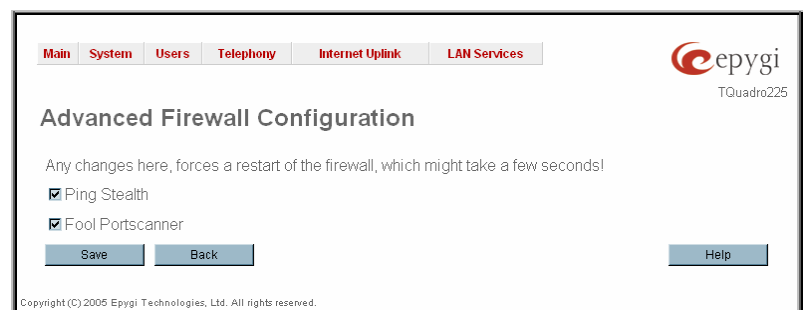 Main System Users Telephony Internet Uplink LAN Services
epygi
TQuadro225
Advanced Firewall Configuration
Any changes here, forces a restart of the firewall, which might take a few seconds!
Ping Stealth
Fool Portscanner
Save Back Help
Copyright (C) 2005 Epygi Technologies, Ltd. All rights reserved.